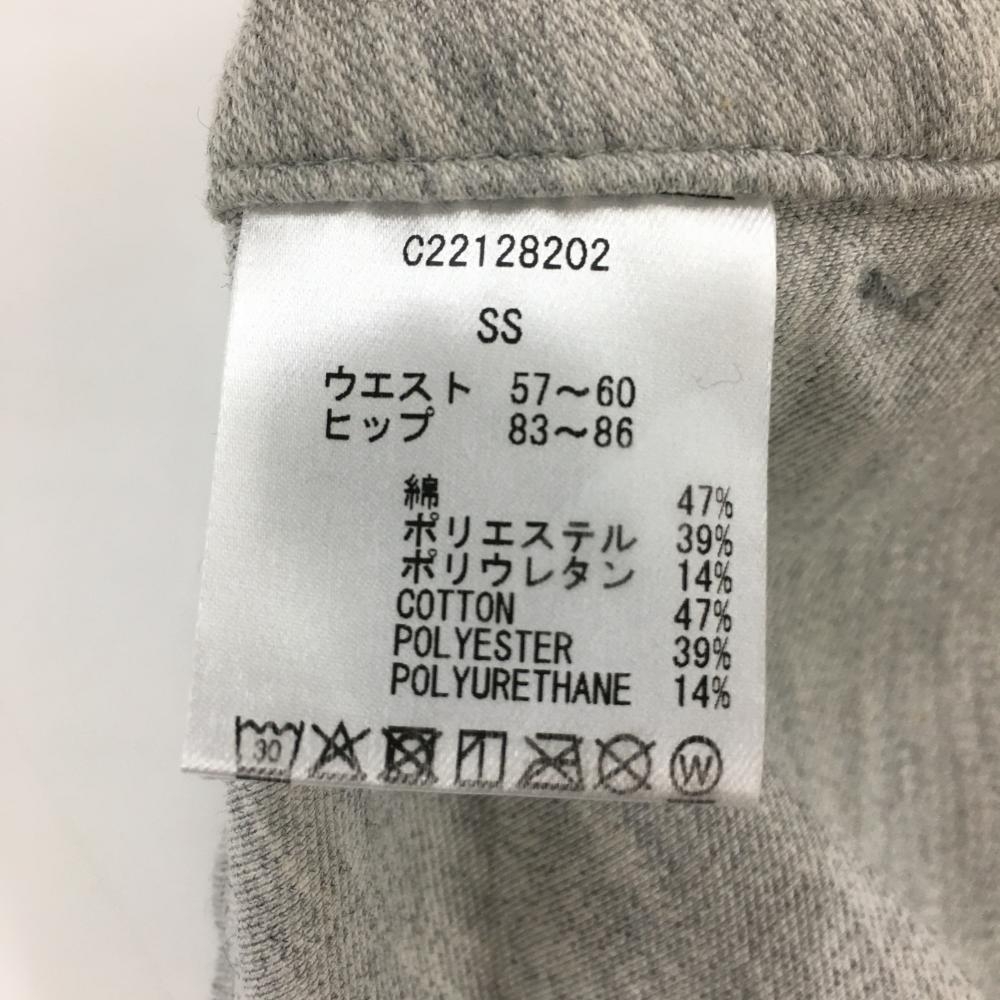 C22128202
SS
ウエスト 57～60
ヒップ 83～86
綿 47%
ポリエステル 39%
ポリウレタン 14%
COTTON 47%
POLYESTER 39%
POLYURETHANE 14%
30 W